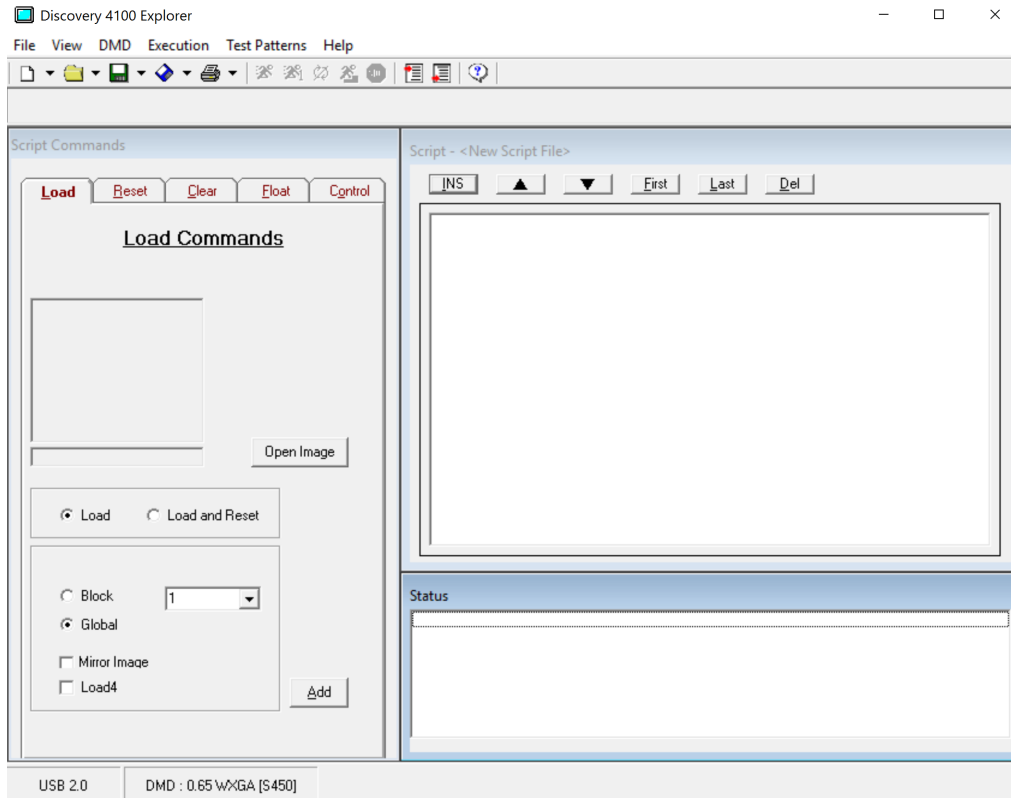 Discovery 4100 Explorer
File View DMD Execution Test Patterns Help
Script Commands
Load Reset Clear Float Control
Load Commands
Open Image
Load Load and Reset
Block 1
Global
Mirror Image
Load4
Add
Script - <New Script File>
INS First Last Del
Status
USB 2.0 DMD : 0.65 WXGA [S450]